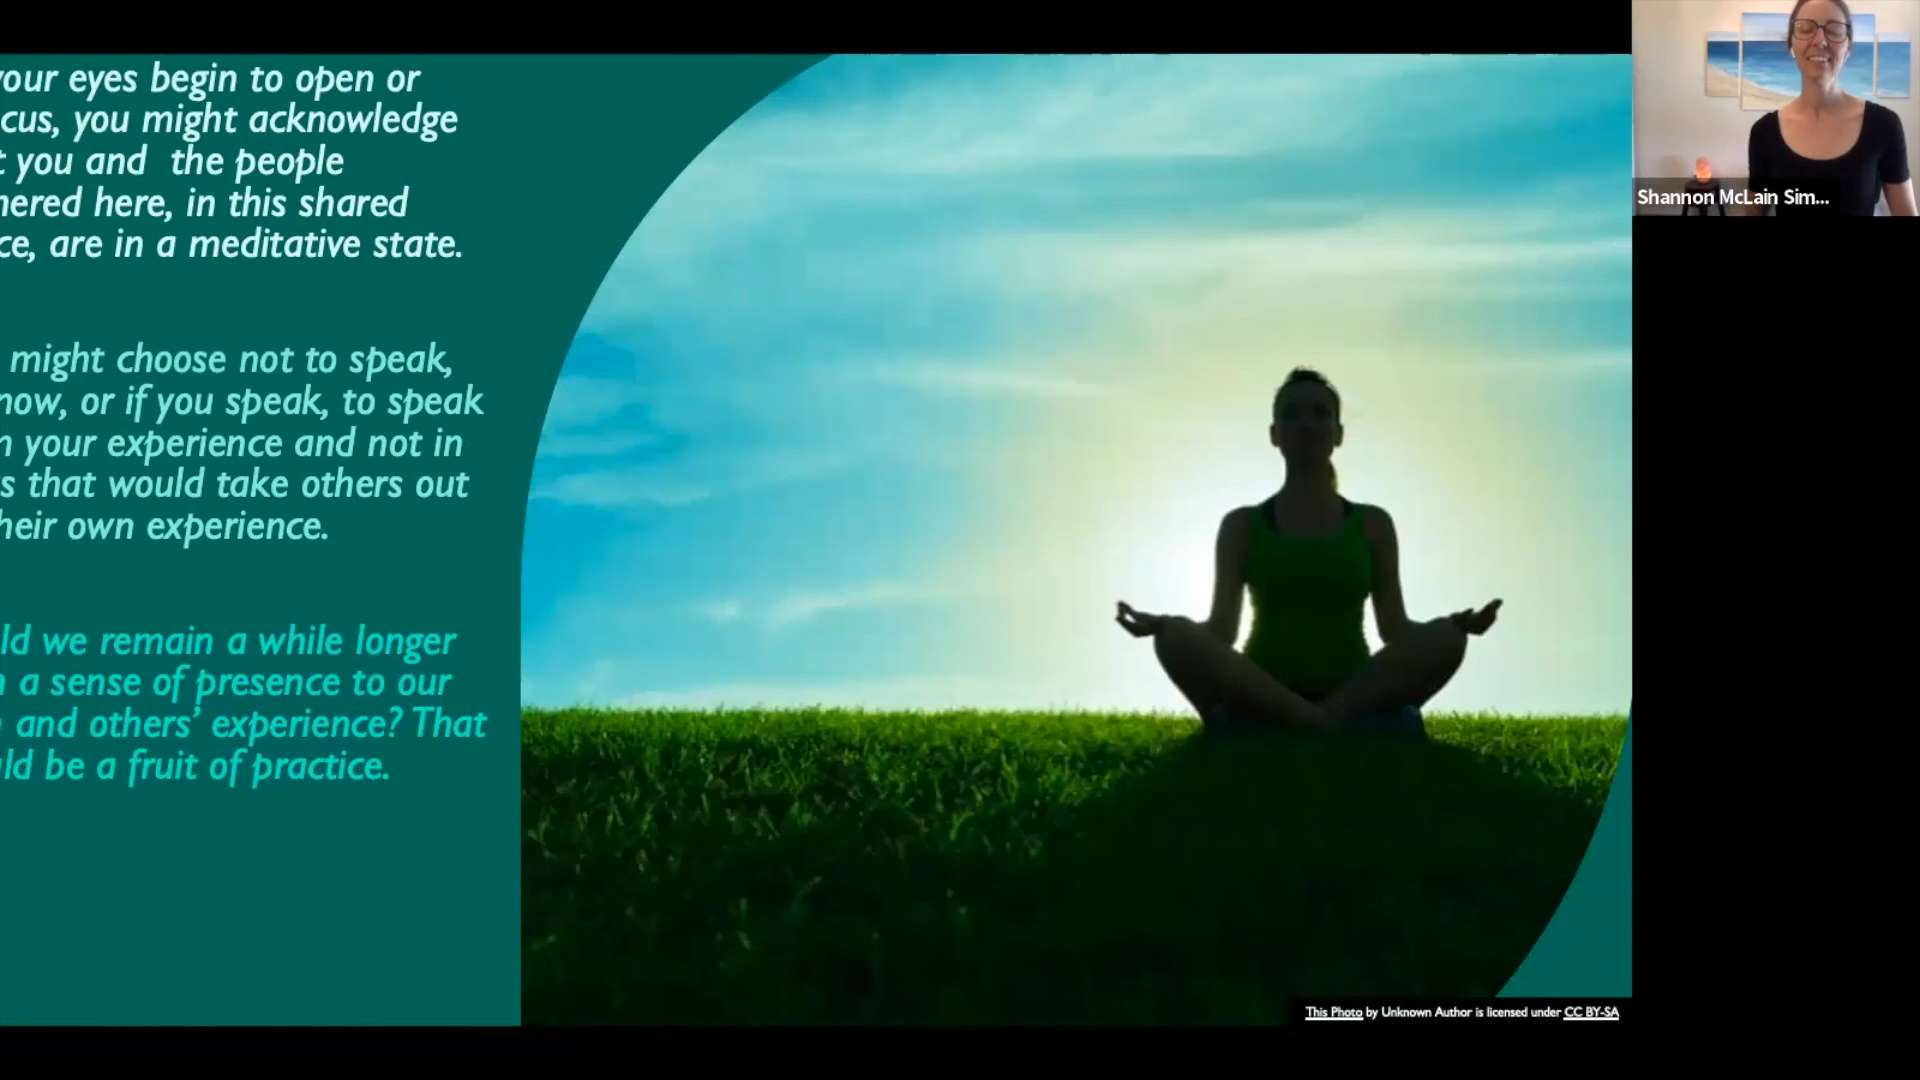 your eyes begin to open or
cus, you might acknowledge
t you and the people
hered here, in this shared
ce, are in a meditative state.
might choose not to speak,
now, or if you speak, to speak
n your experience and not in
s that would take others out
heir own experience.
ld we remain a while longer
n a sense of presence to our
and others’ experience? That
ld be a fruit of practice.
This Photo by Unknown Author is licensed under CC BY-SA
Shannon McLain Sim...